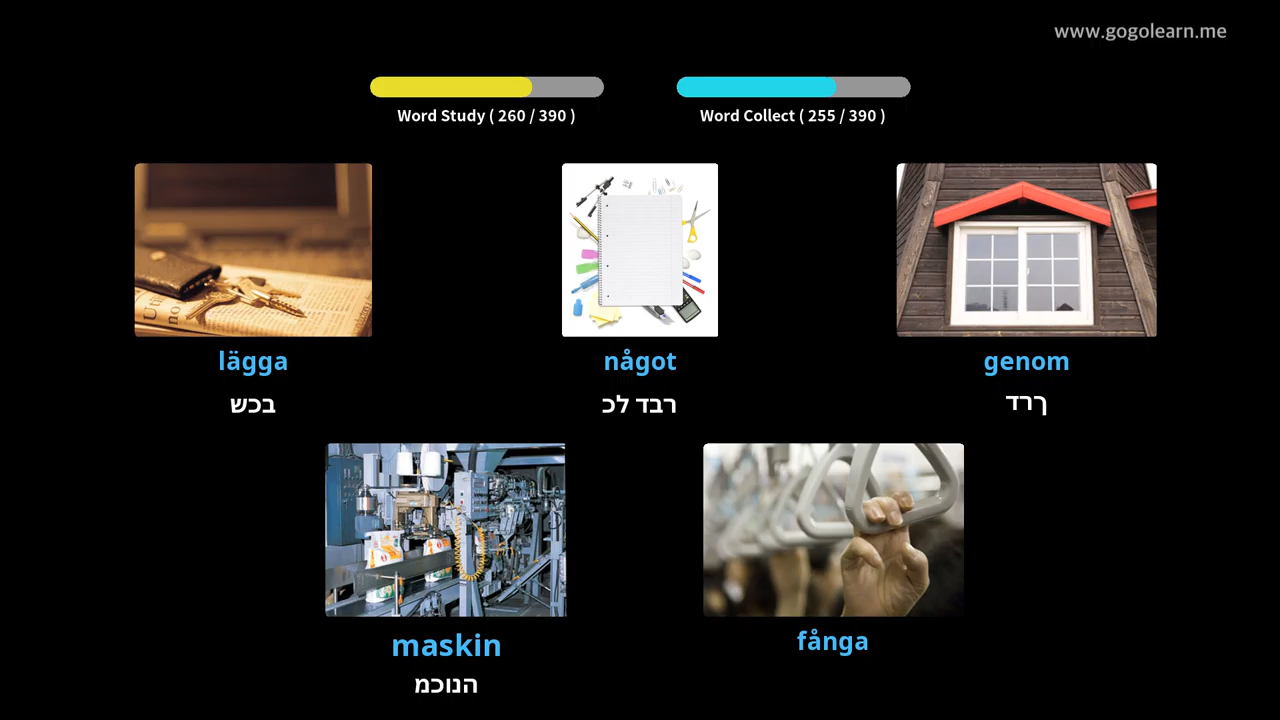 www.gogolearn.me
Word Study ( 260 / 390 )
Word Collect ( 255 / 390 )
lägga
בכש
något
רבד לכ
genom
ךרד
maskin
הנוכמ
fånga